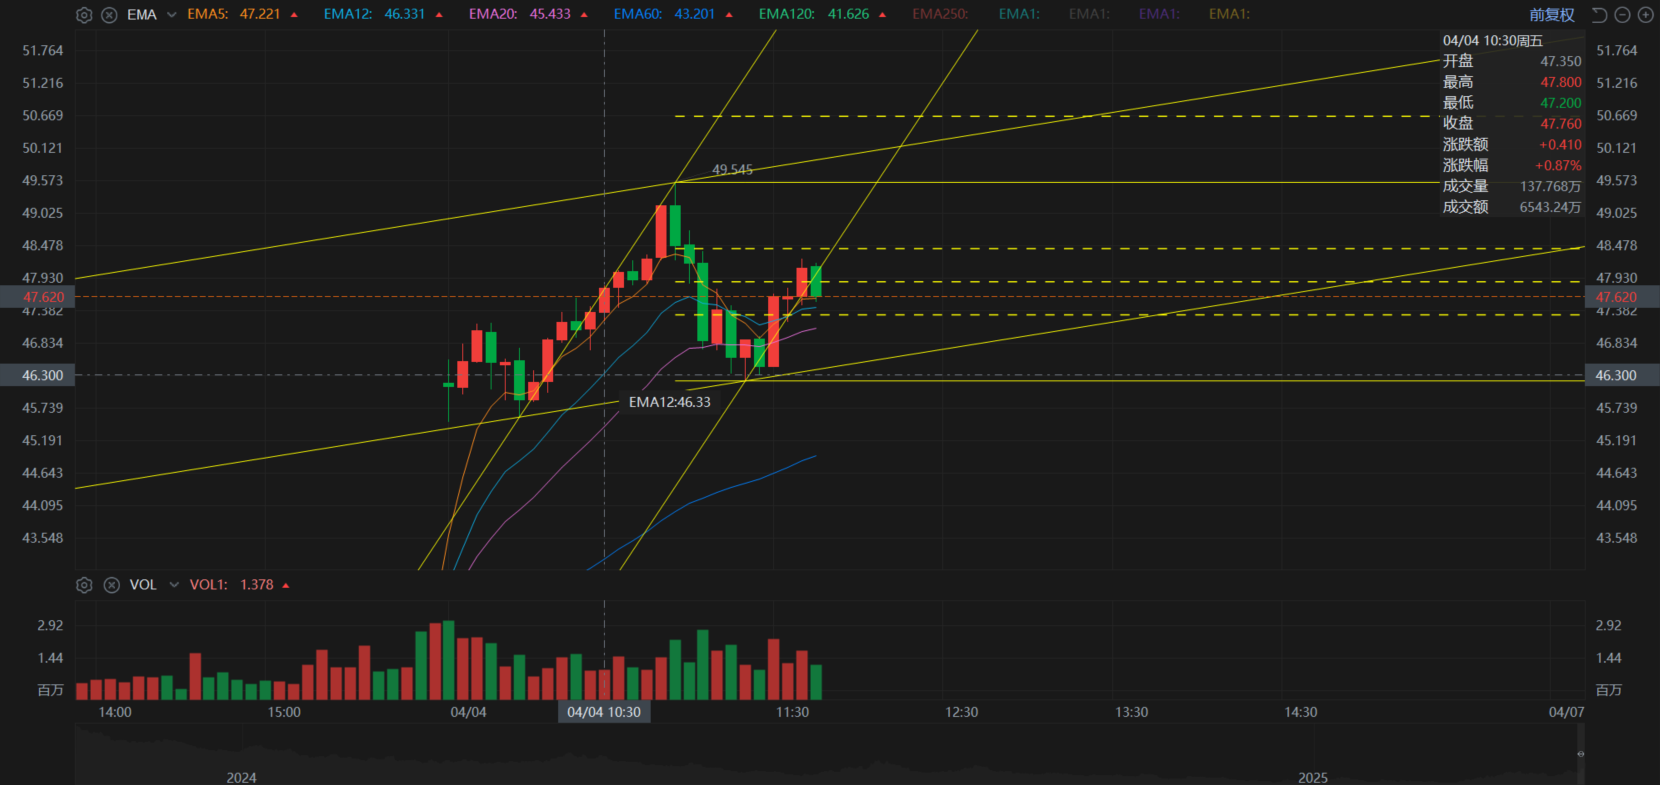 EMA EMA5: 47.221 EMA12: 46.331 EMA20: 45.433 EMA60: 43.201 EMA120: 41.626 EMA250: EMA1: EMA1: EMA1: EMA1: 前复权
04/04 10:30周五
51.764 51.764
开盘 47.350
51.216 最高 47.800 51.216
最低 47.200
50.669 收盘 47.760 50.669
50.121 涨跌额 +0.410 50.121
49.545 涨跌幅 +0.87%
49.573 成交量 137.768万 49.573
49.025 成交额 6543.24万 49.025
48.478 48.478
47.930 47.930
47.620 47.620
47.382 47.382
46.834 46.834
46.300 46.300
EMA12:46.33
45.739 45.739
45.191 45.191
44.643 44.643
44.095 44.095
43.548 43.548
VOL VOL1: 1.378
2.92 2.92
1.44 1.44
百万 百万
14:00 15:00 04/04 04/04 10:30 11:30 12:30 13:30 14:30 04/07
2024 2025